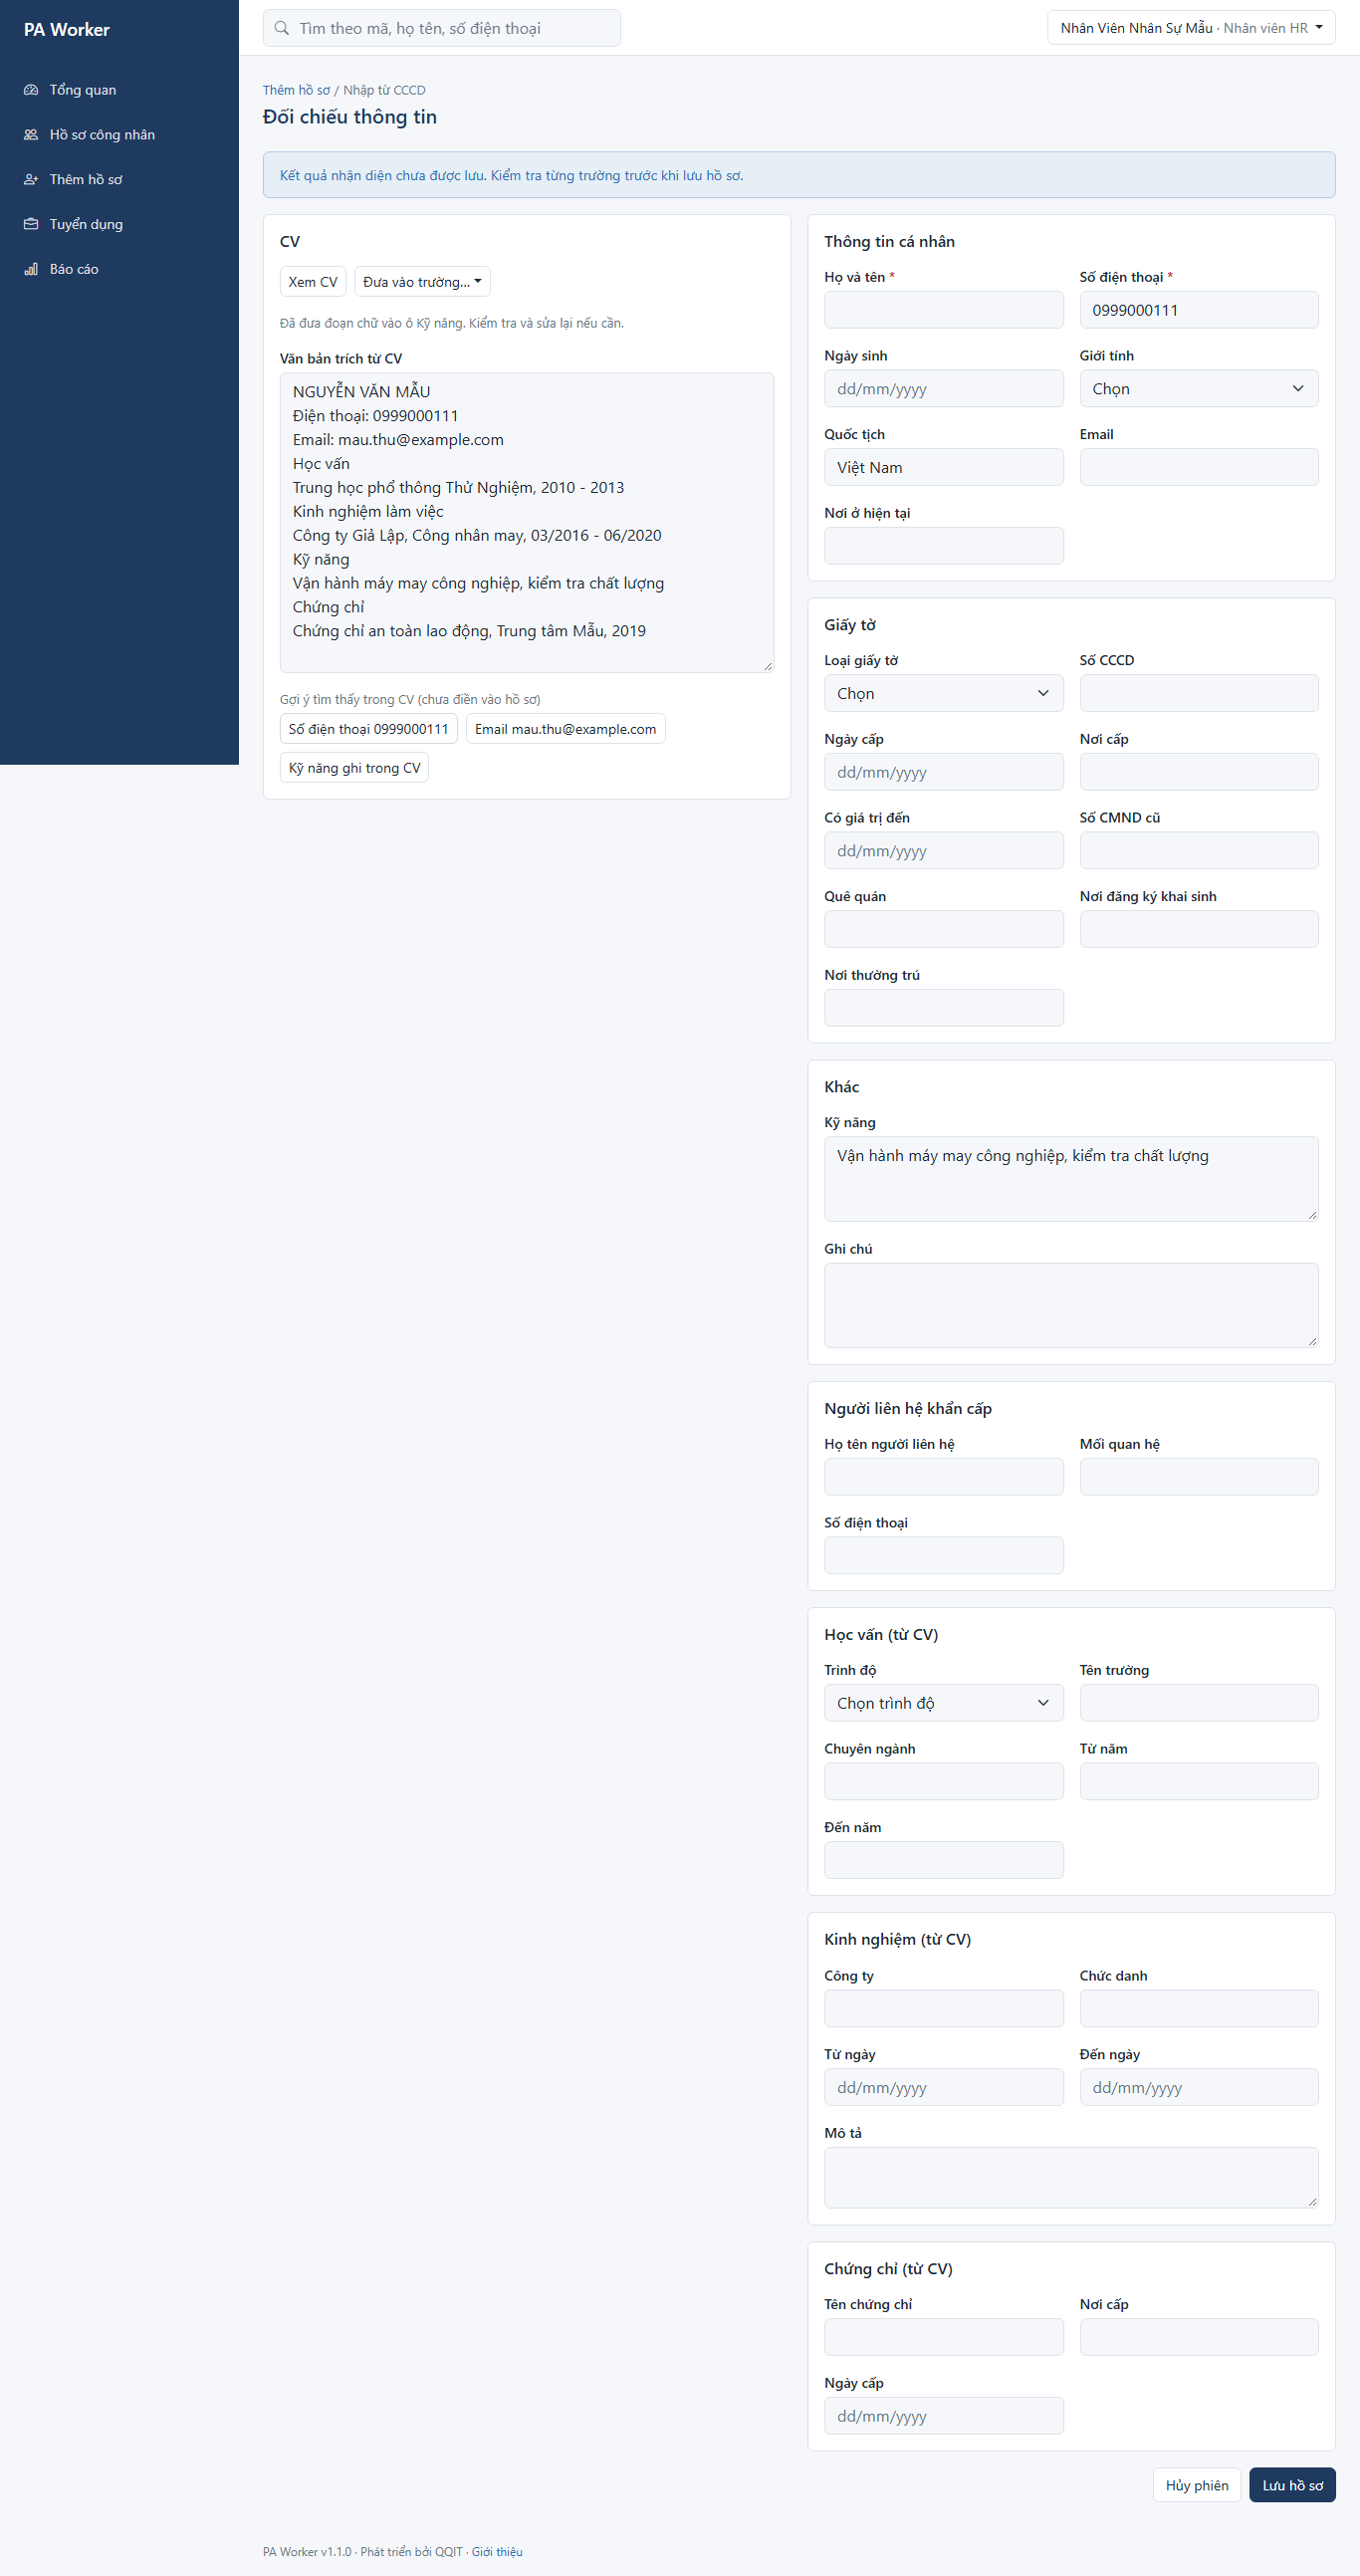 PA Worker
Tìm theo mã, họ tên, số điện thoại
Nhân Viên Nhân Sự Mẫu · Nhân viên HR
Tổng quan
Hồ sơ công nhân
Thêm hồ sơ
Tuyển dụng
Báo cáo
Thêm hồ sơ / Nhập từ CCCD
Đối chiếu thông tin
Kết quả nhận diện chưa được lưu. Kiểm tra từng trường trước khi lưu hồ sơ.
CV
Xem CV
Đưa vào trường...
Đã đưa đoạn chữ vào ô Kỹ năng. Kiểm tra và sửa lại nếu cần.
Văn bản trích từ CV
NGUYỄN VĂN MẪU
Điện thoại: 0999000111
Email: mau.thu@example.com
Học vấn
Trung học phổ thông Thử Nghiệm, 2010 - 2013
Kinh nghiệm làm việc
Công ty Giả Lập, Công nhân may, 03/2016 - 06/2020
Kỹ năng
Vận hành máy may công nghiệp, kiểm tra chất lượng
Chứng chỉ
Chứng chỉ an toàn lao động, Trung tâm Mẫu, 2019
Gợi ý tìm thấy trong CV (chưa điền vào hồ sơ)
Số điện thoại 0999000111
Email mau.thu@example.com
Kỹ năng ghi trong CV
Thông tin cá nhân
Họ và tên *
Số điện thoại *
0999000111
Ngày sinh
Giới tính
dd/mm/yyyy
Chọn
Quốc tịch
Email
Việt Nam
Nơi ở hiện tại
Giấy tờ
Loại giấy tờ
Số CCCD
Chọn
Ngày cấp
Nơi cấp
dd/mm/yyyy
Có giá trị đến
Số CMND cũ
dd/mm/yyyy
Quê quán
Nơi đăng ký khai sinh
Nơi thường trú
Khác
Kỹ năng
Vận hành máy may công nghiệp, kiểm tra chất lượng
Ghi chú
Người liên hệ khẩn cấp
Họ tên người liên hệ
Mối quan hệ
Số điện thoại
Học vấn (từ CV)
Trình độ
Tên trường
Chọn trình độ
Chuyên ngành
Từ năm
Đến năm
Kinh nghiệm (từ CV)
Công ty
Chức danh
Từ ngày
Đến ngày
dd/mm/yyyy
dd/mm/yyyy
Mô tả
Chứng chỉ (từ CV)
Tên chứng chỉ
Nơi cấp
Ngày cấp
dd/mm/yyyy
Hủy phiên
Lưu hồ sơ
PA Worker v1.1.0 · Phát triển bởi QQIT · Giới thiệu